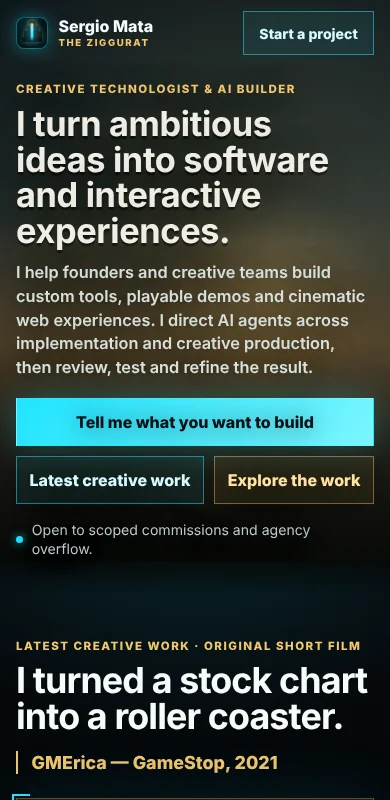 Sergio Mata
THE ZIGGURAT
Start a project
CREATIVE TECHNOLOGIST & AI BUILDER
I turn ambitious
ideas into software
and interactive
experiences.
I help founders and creative teams build
custom tools, playable demos and cinematic
web experiences. I direct AI agents across
implementation and creative production,
then review, test and refine the result.
Tell me what you want to build
Latest creative work
Explore the work
Open to scoped commissions and agency
overflow.
LATEST CREATIVE WORK · ORIGINAL SHORT FILM
I turned a stock chart
into a roller coaster.
GMErica — GameStop, 2021